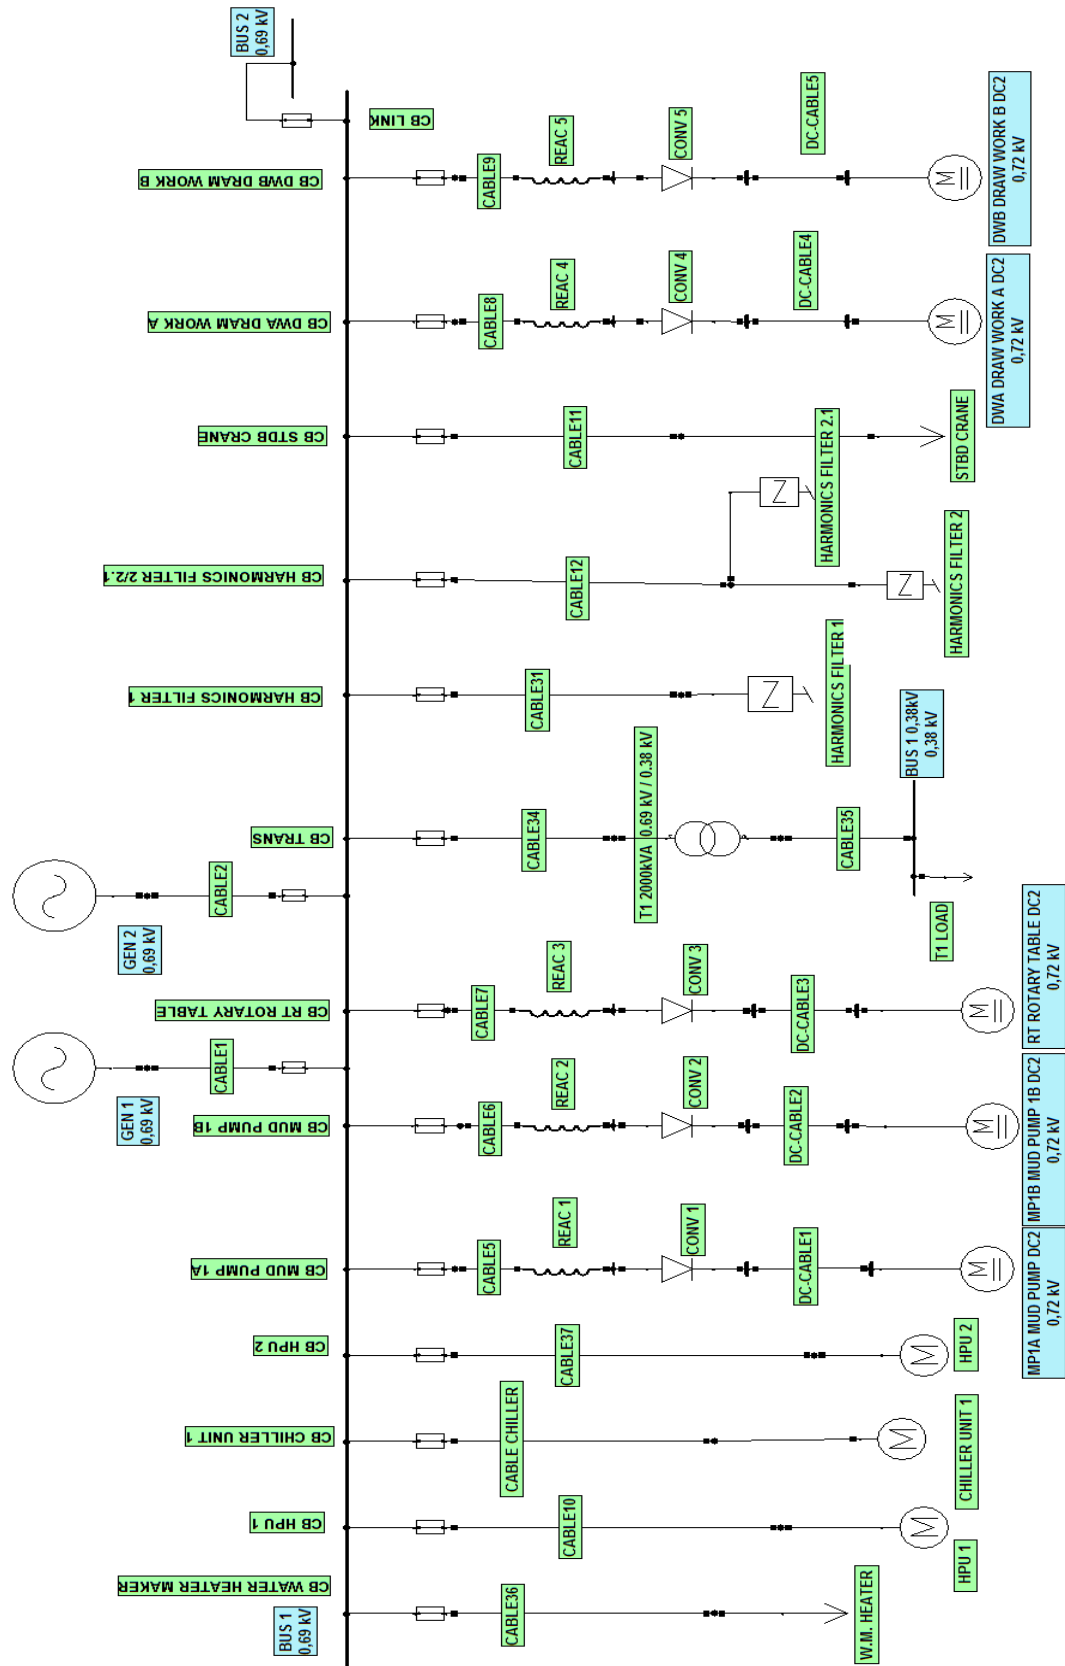 BUS 2
0,69 kV
CB LINK
CB DWB DRAM WORK B
CABLE9
REAC 5
CONV 5
DC-CABLE5
DWB DRAW WORK B DC2
0,72 kV
CB DWA DRAM WORK A
CABLE8
REAC 4
CONV 4
DC-CABLE4
DWA DRAW WORK A DC2
0,72 kV
CB STDB CRANE
CABLE11
STBD CRANE
CB HARMONICS FILTER 2/2.1
CABLE12
HARMONICS FILTER 2.1
HARMONICS FILTER 2
CB HARMONICS FILTER 1
CABLE31
HARMONICS FILTER 1
CB TRANS
CABLE34
T1 2000kVA 0.69 kV / 0.38 kV
CABLE35
BUS 1 0,38kV
0,38 kV
T1 LOAD
CABLE2
GEN 2
0,69 kV
CB RT ROTARY TABLE
CABLE7
REAC 3
CONV 3
DC-CABLE3
RT ROTARY TABLE DC2
0,72 kV
CABLE1
GEN 1
0,69 kV
CB MUD PUMP 1B
CABLE6
REAC 2
CONV 2
DC-CABLE2
MP1B MUD PUMP 1B DC2
0,72 kV
CB MUD PUMP 1A
CABLE5
REAC 1
CONV 1
DC-CABLE1
MP1A MUD PUMP DC2
0,72 kV
CB HPU 2
CABLE37
HPU 2
CB CHILLER UNIT 1
CABLE CHILLER
CHILLER UNIT 1
CB HPU 1
CABLE10
HPU 1
CB WATER HEATER MAKER
BUS 1
0,69 kV
CABLE36
W.M. HEATER
M
M
M
M
M
M
M
M
Z
Z
Z